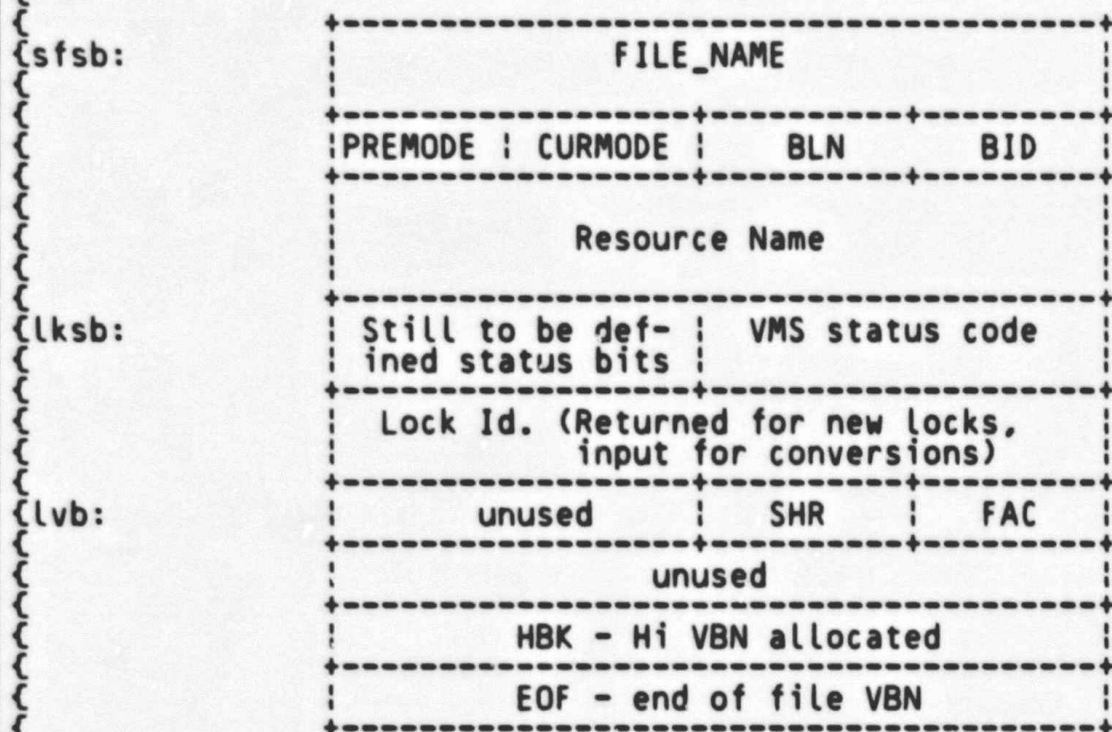 {
{sfsb: FILE_NAME
{
{
{ PREMODE ¦ CURMODE ¦ BLN BID
{
{
{ Resource Name
{
{
{lksb: Still to be def- ¦ VMS status code
{ ined status bits ¦
{
{ Lock Id. (Returned for new locks,
{ input for conversions)
{
{lvb: unused ¦ SHR ¦ FAC
{
{ unused
{
{ HBK - Hi VBN allocated
{
{ EOF - end of file VBN
{